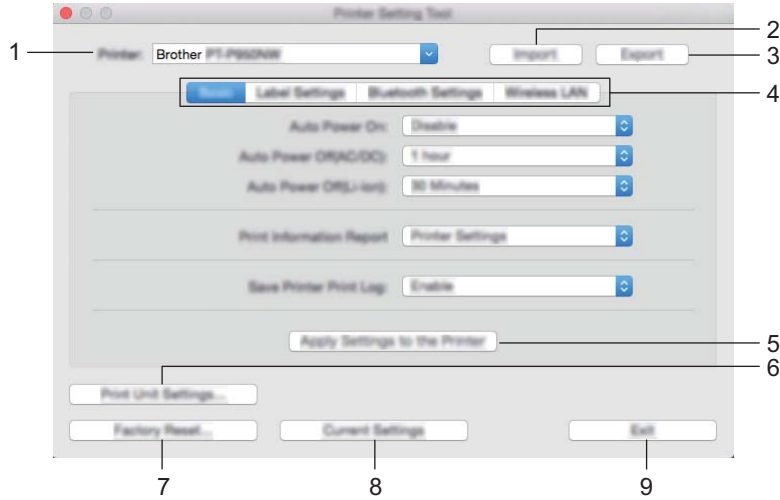 Printer Setting Tool
2
1
Printer: Brother
Import
Export
3
Label Settings
Bluetooth Settings
Wireless LAN
4
Auto Power On: Disable
Auto Power Off(AC/DC): 1 hour
Auto Power Off(Li-ion): 30 Minutes
Print Information Report Printer Settings
Save Printer Print Log: Enable
Apply Settings to the Printer
5
6
Print Unit Settings...
Factory Reset...
Current Settings
Exit
7
8
9